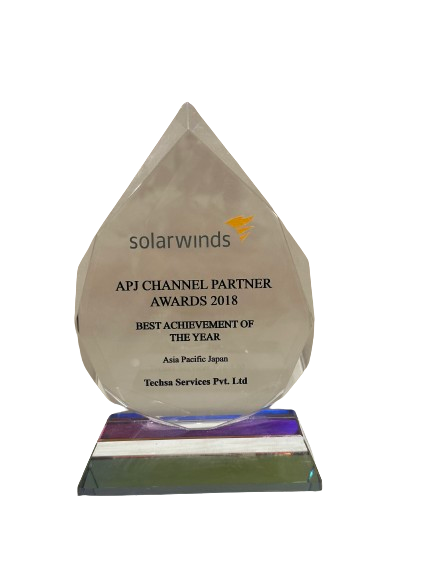 solarwinds
APJ CHANNEL PARTNER
AWARDS 2018
BEST ACHIEVEMENT OF
THE YEAR
Asia Pacific Japan
Techsa Services Pvt. Ltd